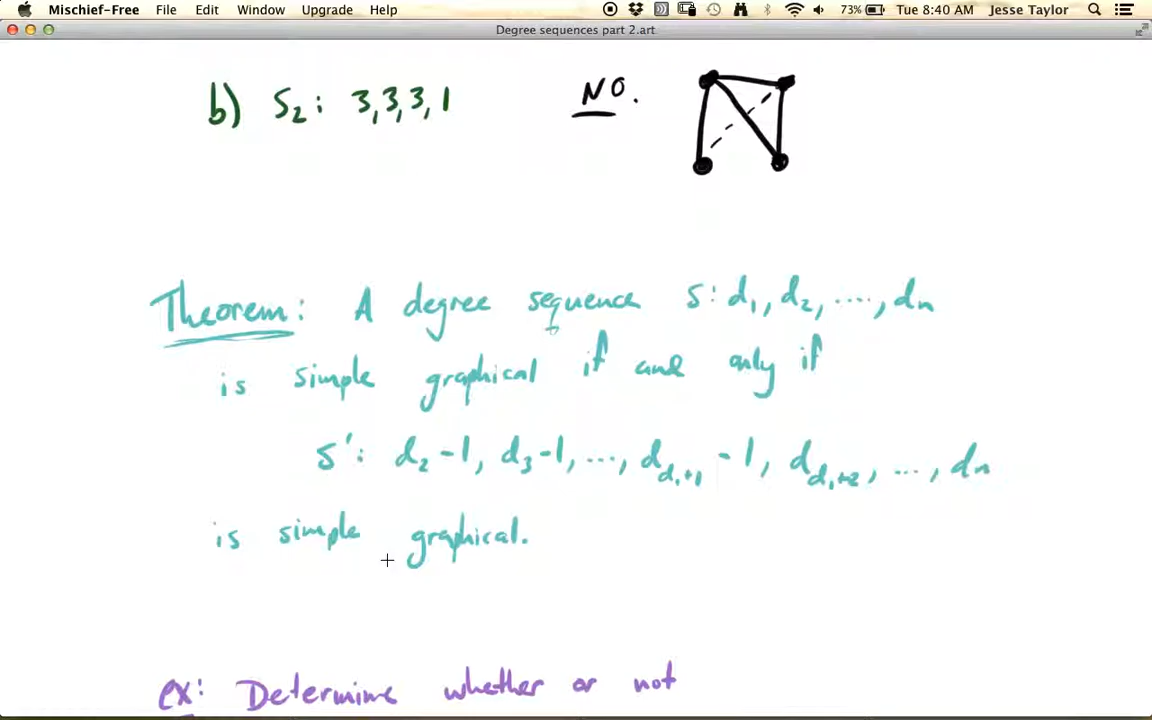 Mischief-Free File Edit Window Upgrade Help 73% Tue 8:40 AM Jesse Taylor
Degree sequences part 2.art
b) S₂: 3,3,3,1 NO.
Theorem: A degree sequence s: d₁, d₂, ...., dₙ
is simple graphical if and only if
s': d₂-1, d₃-1, ..., d_{d₁+1} -1, d_{d₁+2}, ..., dₙ
is simple graphical.
ex: Determine whether or not